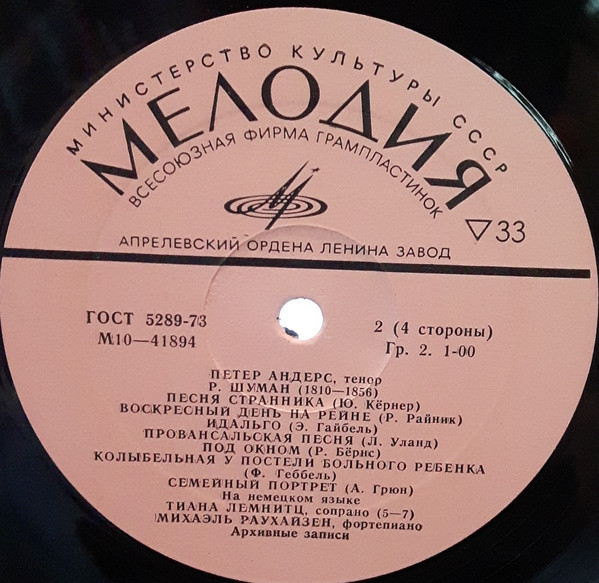 МИНИСТЕРСТВО КУЛЬТУРЫ СССР
МЕЛОДИЯ
ВСЕСОЮЗНАЯ ФИРМА ГРАМПЛАСТИНОК
▽33
АПРЕЛЕВСКИЙ ОРДЕНА ЛЕНИНА ЗАВОД
ГОСТ 5289-73
2 (4 стороны)
М10—41894
Гр. 2. 1-00
ПЕТЕР АНДЕРС, тенор
Р. ШУМАН (1810—1856)
ПЕСНЯ СТРАННИКА (Ю. Кёрнер)
ВОСКРЕСНЫЙ ДЕНЬ НА РЕЙНЕ (Р. Райник)
ИДАЛЬГО (Э. Гайбель)
ПРОВАНСАЛЬСКАЯ ПЕСНЯ (Л. Уланд)
ПОД ОКНОМ (Р. Бёрнс)
КОЛЫБЕЛЬНАЯ У ПОСТЕЛИ БОЛЬНОГО РЕБЕНКА
(Ф. Геббель)
СЕМЕЙНЫЙ ПОРТРЕТ (А. Грюн)
На немецком языке
ТИАНА ЛЕМНИТЦ, сопрано (5—7)
МИХАЭЛЬ РАУХАЙЗЕН, фортепиано
Архивные записи